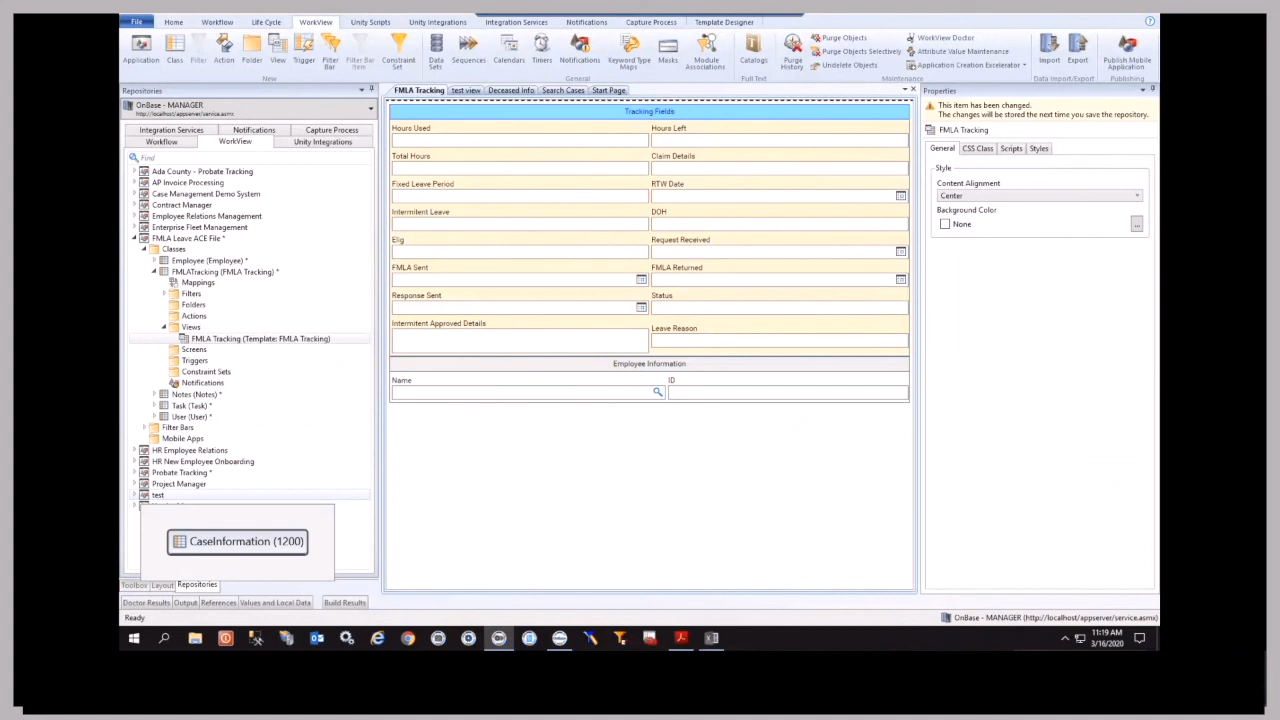 File Home Workflow Life Cycle WorkView Unity Scripts Unity Integrations Integration Services Notifications Capture Process Template Designer
Application Class Filter Action Folder View Trigger Filter Bar Filter Bar Item Constraint Set Data Sets Sequences Calendars Timers Notifications Keyword Type Maps Masks Module Associations Catalogs Purge History
Purge Objects WorkView Doctor
Purge Objects Selectively Attribute Value Maintenance
Undelete Objects Application Creation Excelerator
Import Export Publish Mobile Application
New General Full Text Maintenance Data Import/Export Publishing
Repositories
OnBase - MANAGER
http://localhost/appserver/service.asmx
Integration Services Notifications Capture Process
Workflow WorkView Unity Integrations
Find
Ada County - Probate Tracking
AP Invoice Processing
Case Management Demo System
Contract Manager
Employee Relations Management
Enterprise Fleet Management
FMLA Leave ACE File *
Classes
Employee (Employee) *
FMLATracking (FMLA Tracking) *
Mappings
Filters
Folders
Actions
Views
FMLA Tracking (Template: FMLA Tracking)
Screens
Triggers
Constraint Sets
Notifications
Notes (Notes) *
Task (Task) *
User (User) *
Filter Bars
Mobile Apps
HR Employee Relations
HR New Employee Onboarding
Probate Tracking *
Project Manager
test
CaseInformation (1200)
Toolbox Layout Repositories
FMLA Tracking test view Deceased Info Search Cases Start Page
Tracking Fields
Hours Used Hours Left
Total Hours Claim Details
Fixed Leave Period RTW Date
Intermitent Leave DOH
Elig Request Received
FMLA Sent FMLA Returned
Response Sent Status
Intermitent Approved Details Leave Reason
Employee Information
Name ID
Properties
This item has been changed.
The changes will be stored the next time you save the repository.
FMLA Tracking
General CSS Class Scripts Styles
Style
Content Alignment
Center
Background Color
None ...
Doctor Results Output References Values and Local Data Build Results
Ready OnBase - MANAGER (http://localhost/appserver/service.asmx)
11:19 AM
3/16/2020